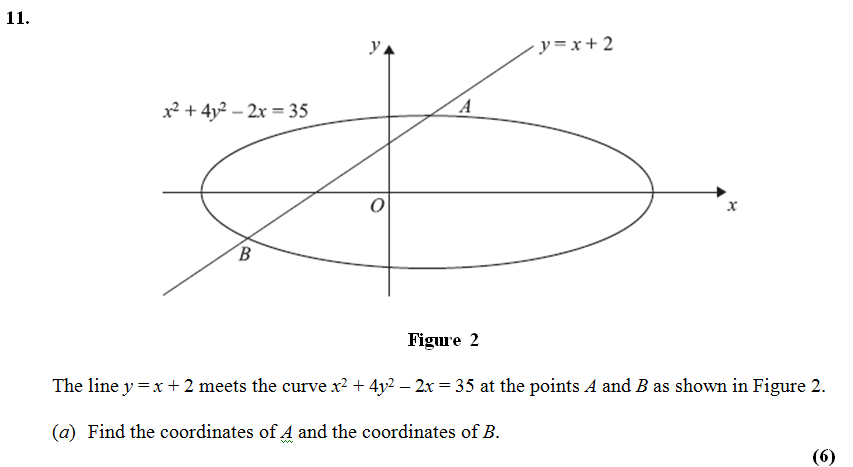 11.
y
y = x + 2
x² + 4y² – 2x = 35
A
O
x
B
Figure 2
The line y = x + 2 meets the curve x² + 4y² – 2x = 35 at the points A and B as shown in Figure 2.
(a) Find the coordinates of A and the coordinates of B.
(6)